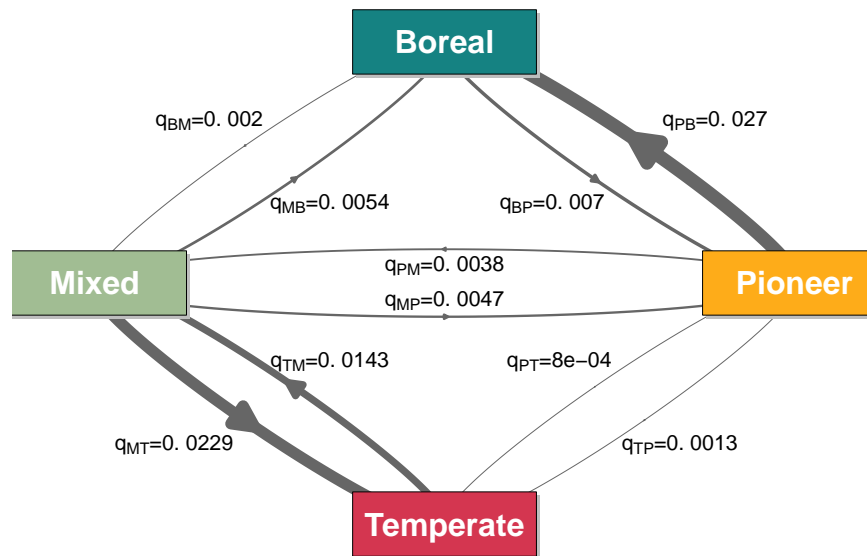 Boreal
qBM=0. 002
qPB=0. 027
qMB=0. 0054
qBP=0. 007
Mixed
qPM=0. 0038
qMP=0. 0047
Pioneer
qTM=0. 0143
qPT=8e−04
qMT=0. 0229
qTP=0. 0013
Temperate